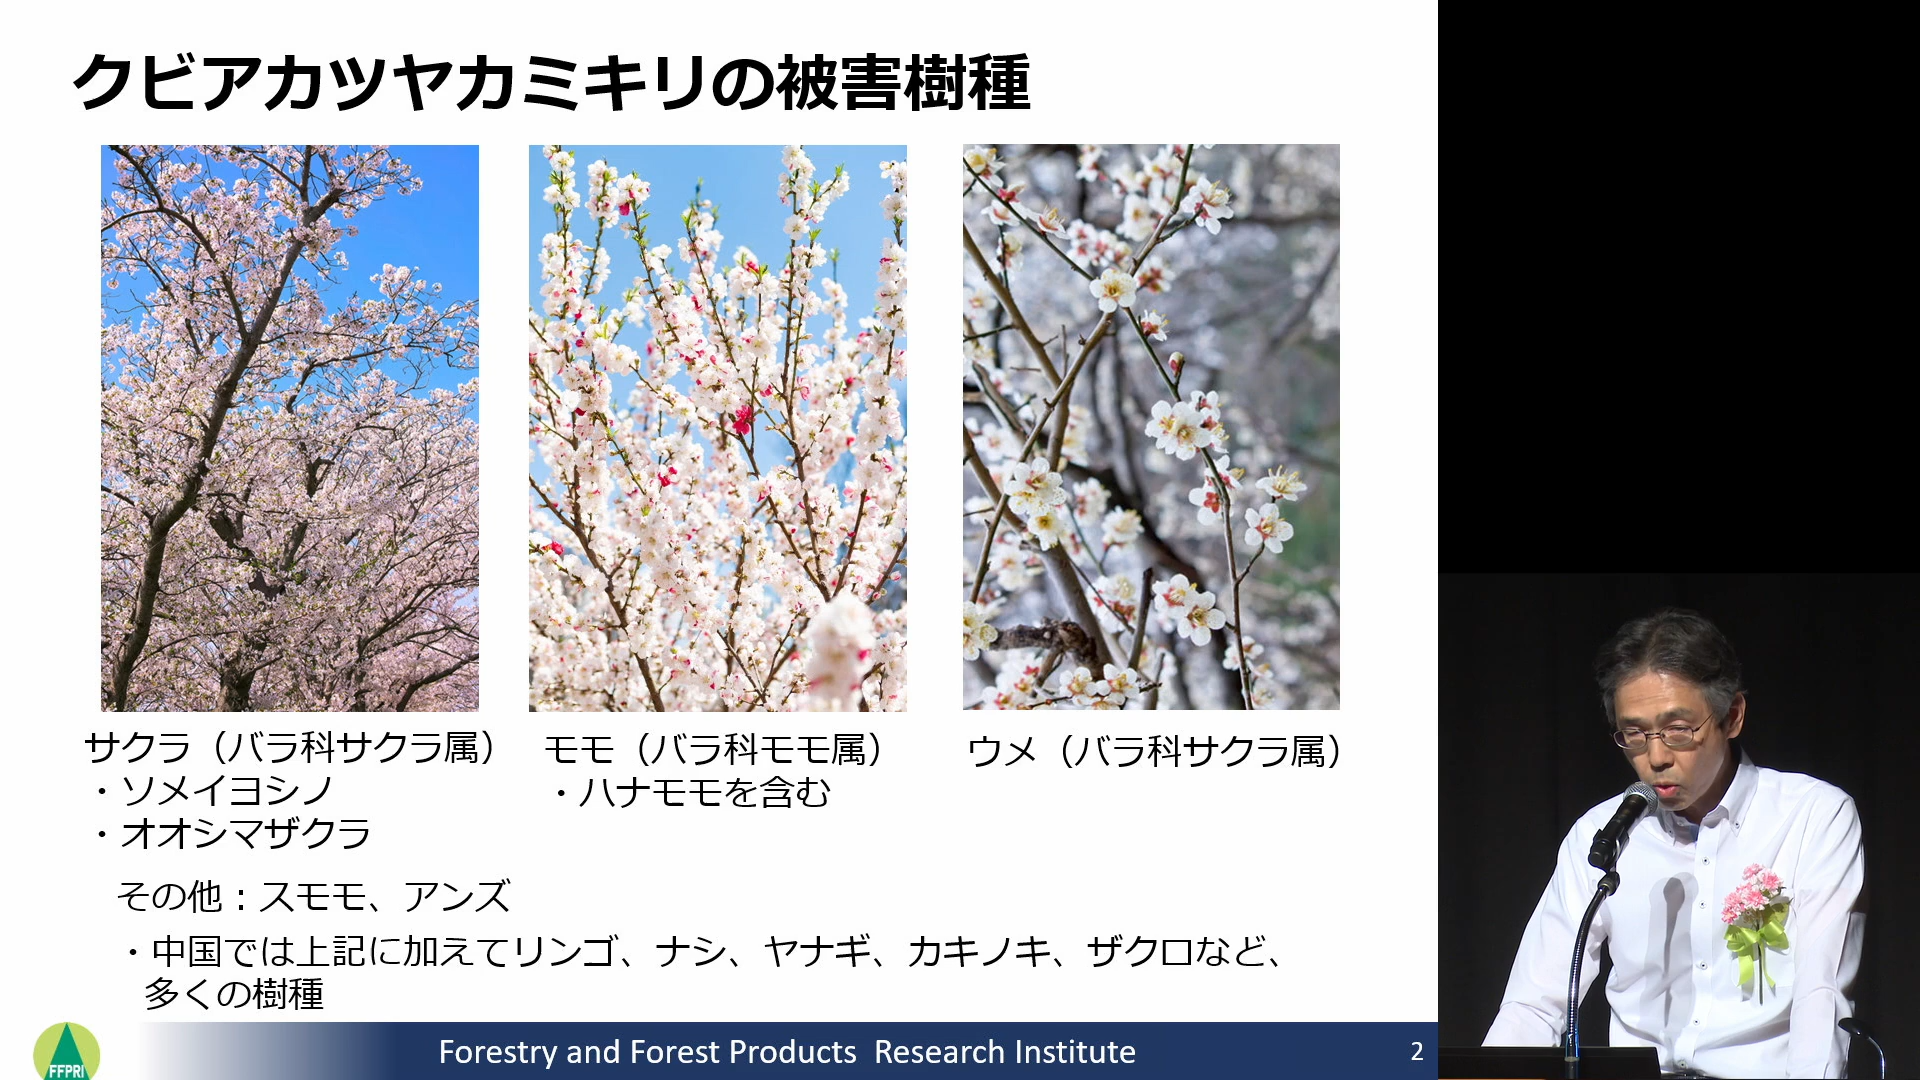 クビアカツヤカミキリの被害樹種
サクラ（バラ科サクラ属）
・ソメイヨシノ
・オオシマザクラ
モモ（バラ科モモ属）
・ハナモモを含む
ウメ（バラ科サクラ属）
その他：スモモ、アンズ
・中国では上記に加えてリンゴ、ナシ、ヤナギ、カキノキ、ザクロなど、
多くの樹種
FFPRI
Forestry and Forest Products Research Institute
2